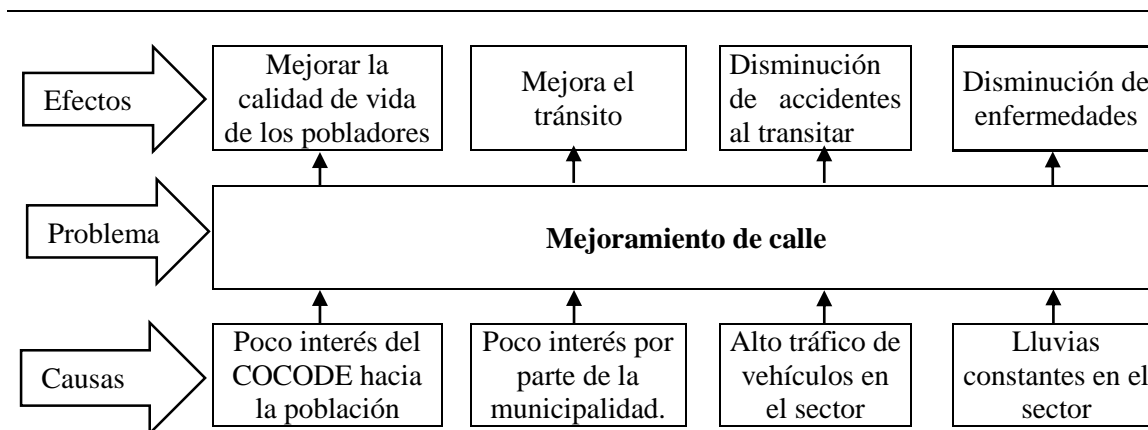 Efectos
Mejorar la
calidad de vida
de los pobladores
Mejora el
tránsito
Disminución
de accidentes
al transitar
Disminución de
enfermedades
Problema
Mejoramiento de calle
Causas
Poco interés del
COCODE hacia
la población
Poco interés por
parte de la
municipalidad.
Alto tráfico de
vehículos en
el sector
Lluvias
constantes en el
sector